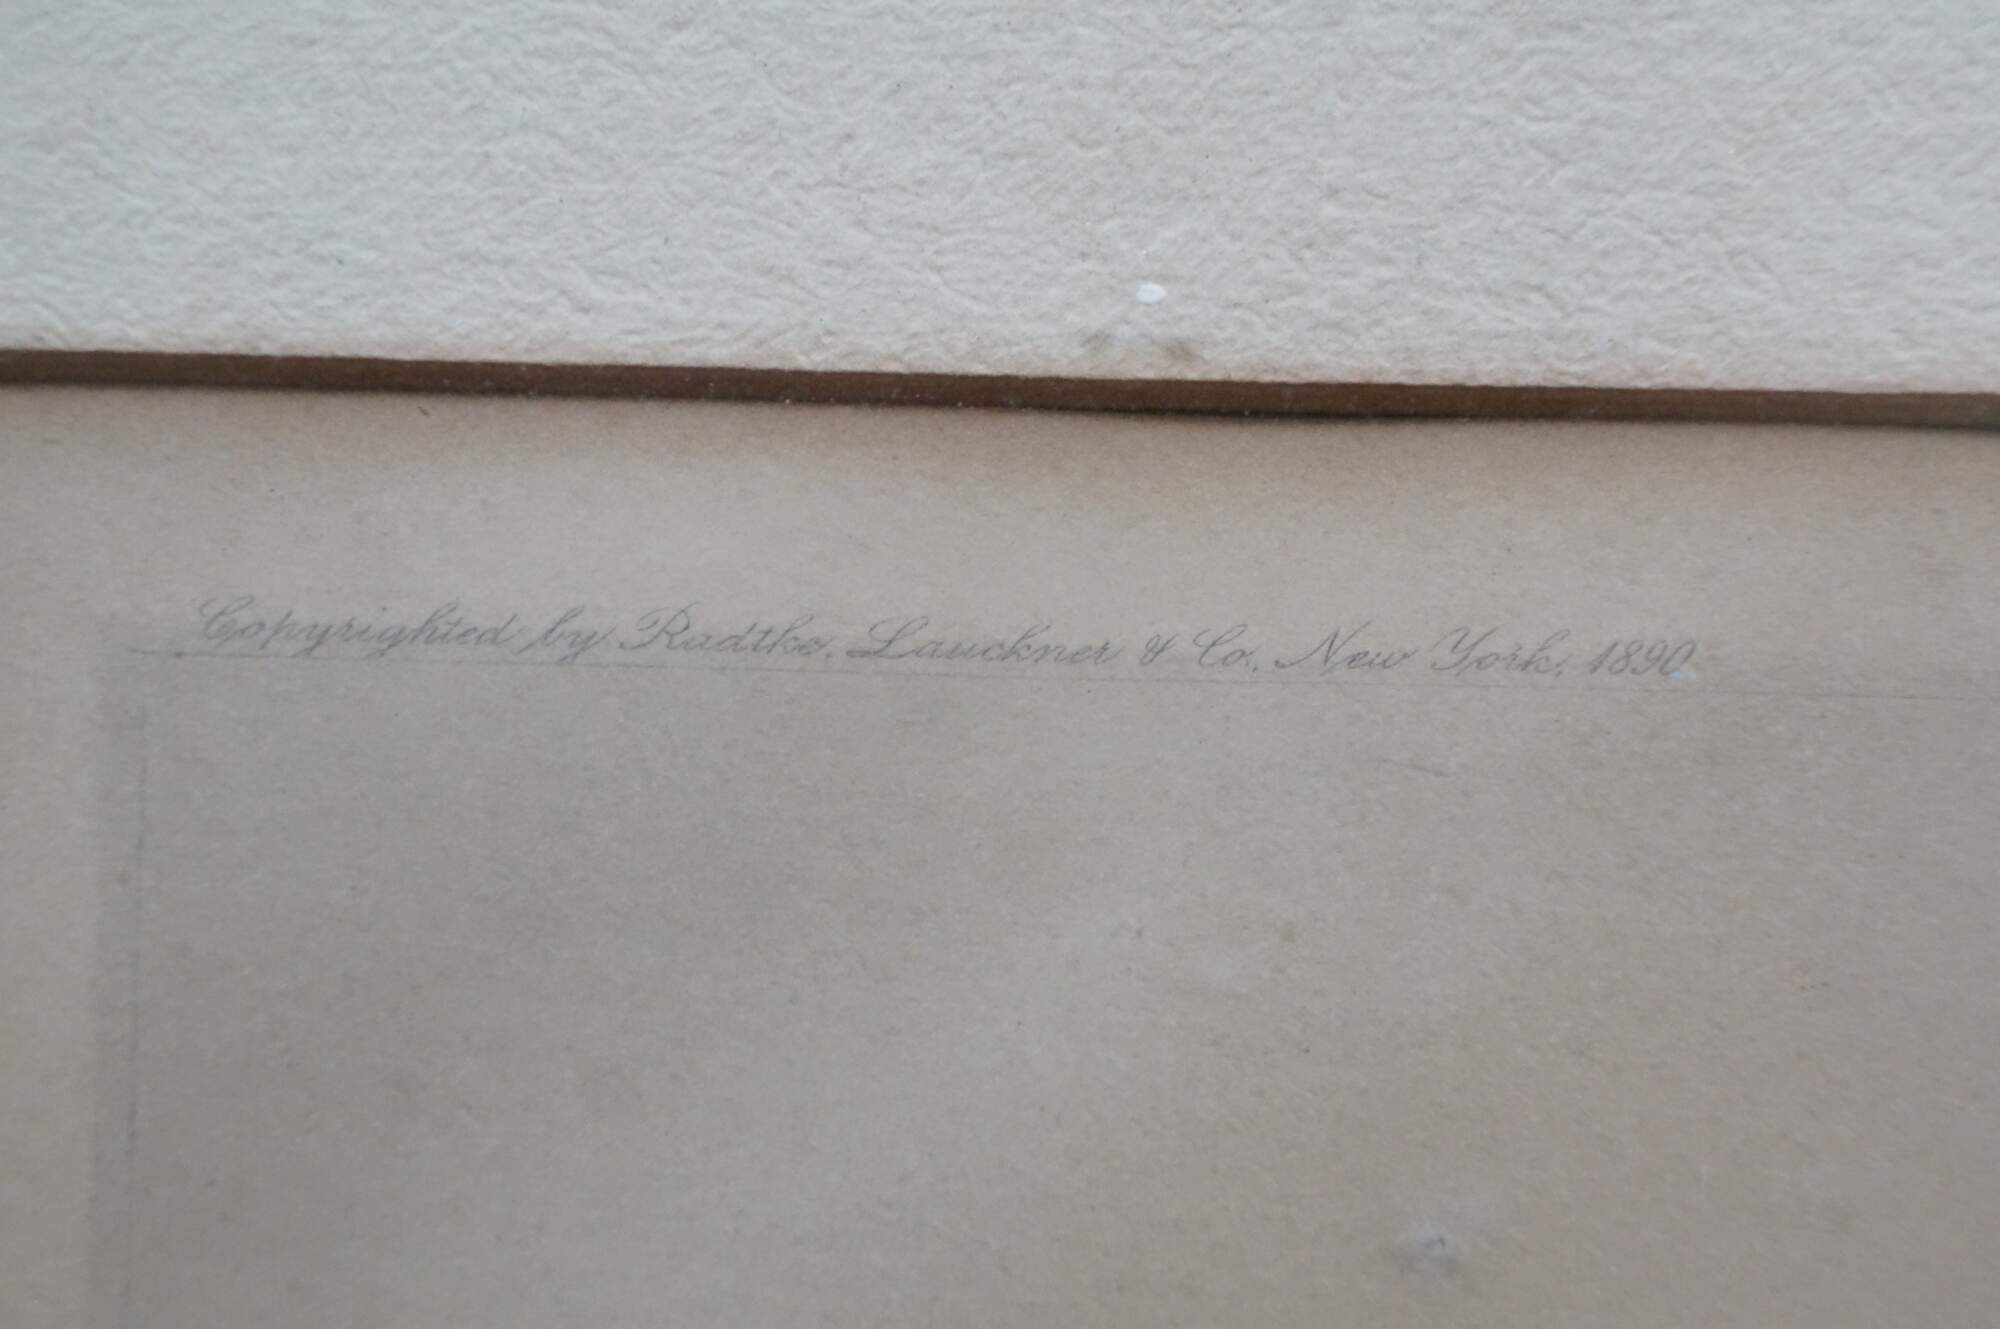 Copyrighted by Radtke, Lauckner & Co., New York, 1890